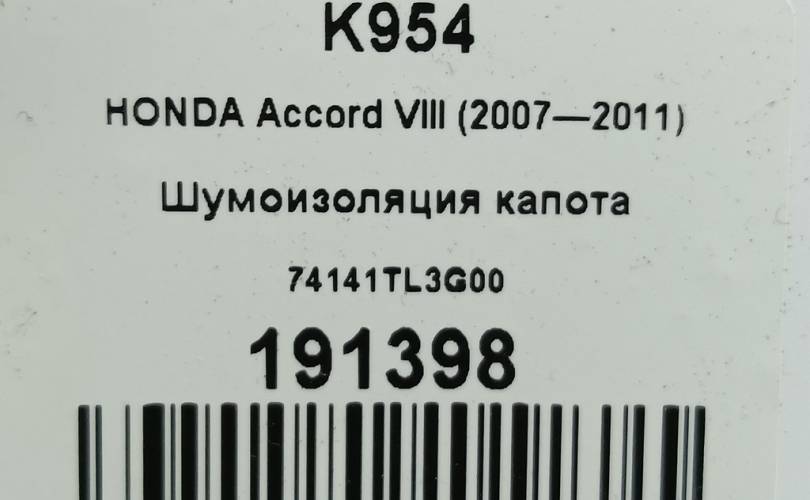 K954
HONDA Accord VIII (2007—2011)
Шумоизоляция капота
74141TL3G00
191398